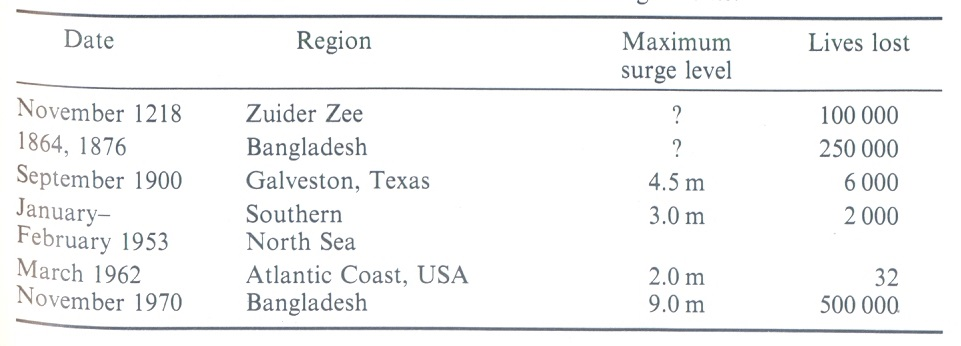 Date Region Maximum surge level Lives lost
November 1218 Zuider Zee ? 100 000
1864, 1876 Bangladesh ? 250 000
September 1900 Galveston, Texas 4.5 m 6 000
January– Southern 3.0 m 2 000
February 1953 North Sea
March 1962 Atlantic Coast, USA 2.0 m 32
November 1970 Bangladesh 9.0 m 500 000